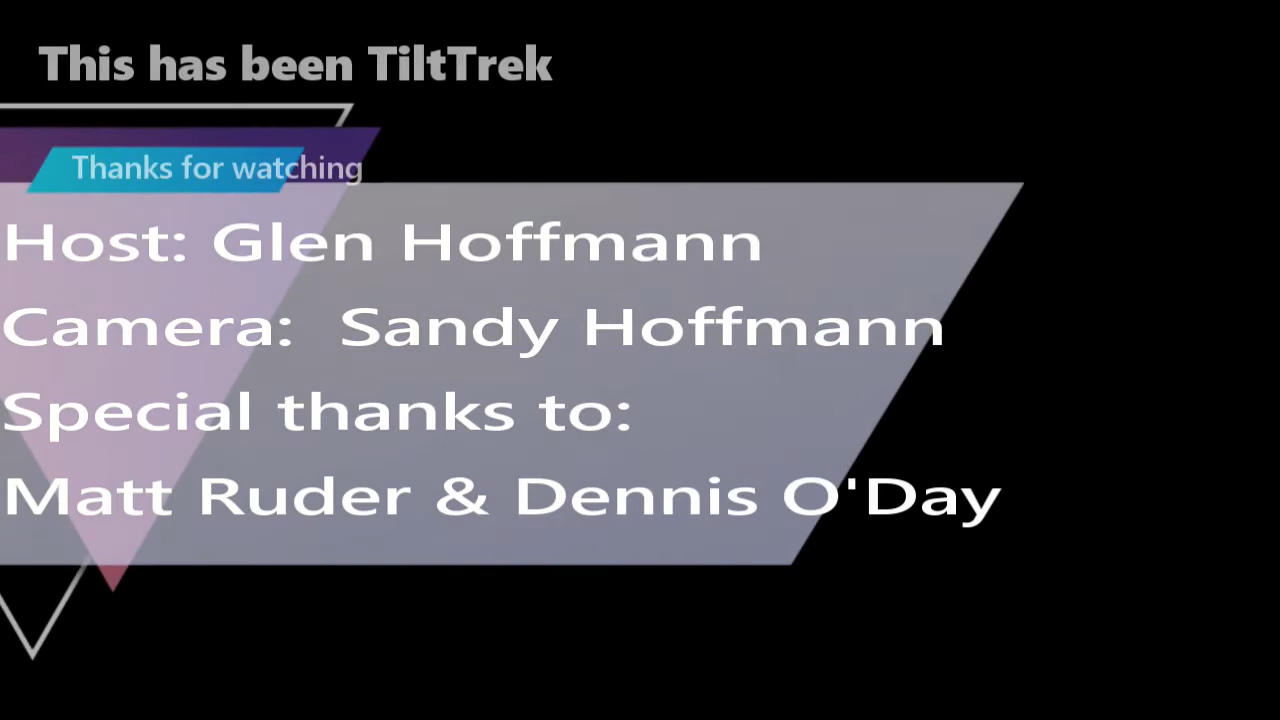 This has been TiltTrek
Thanks for watching
Host: Glen Hoffmann
Camera:  Sandy Hoffmann
Special thanks to:
Matt Ruder & Dennis O'Day